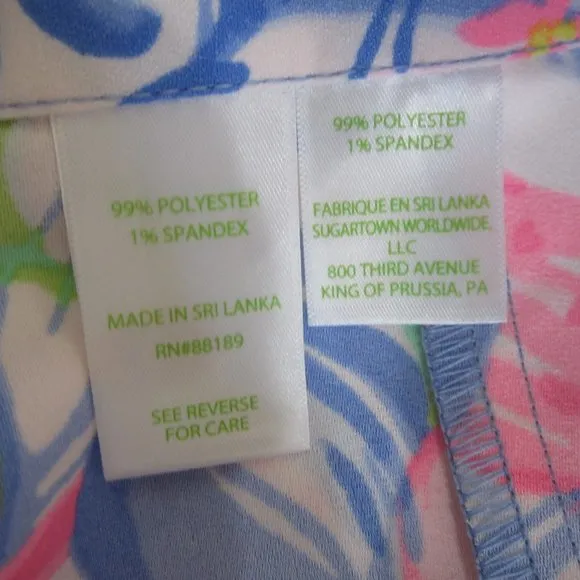 99% POLYESTER
1% SPANDEX
MADE IN SRI LANKA
RN#88189
SEE REVERSE
FOR CARE
99% POLYESTER
1% SPANDEX
FABRIQUE EN SRI LANKA
SUGARTOWN WORLDWIDE,
LLC
800 THIRD AVENUE
KING OF PRUSSIA, PA